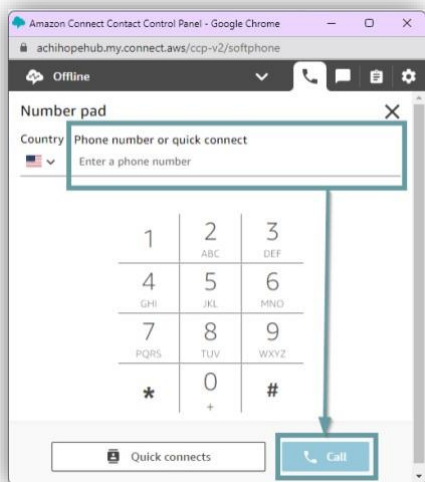 Amazon Connect Contact Control Panel - Google Chrome
achihopehub.my.connect.aws/ccp-v2/softphone
Offline
Number pad
Country Phone number or quick connect
Enter a phone number
1 2 3
ABC DEF
4 5 6
GHI JKL MNO
7 8 9
PQRS TUV WXYZ
* 0 #
+
Quick connects Call